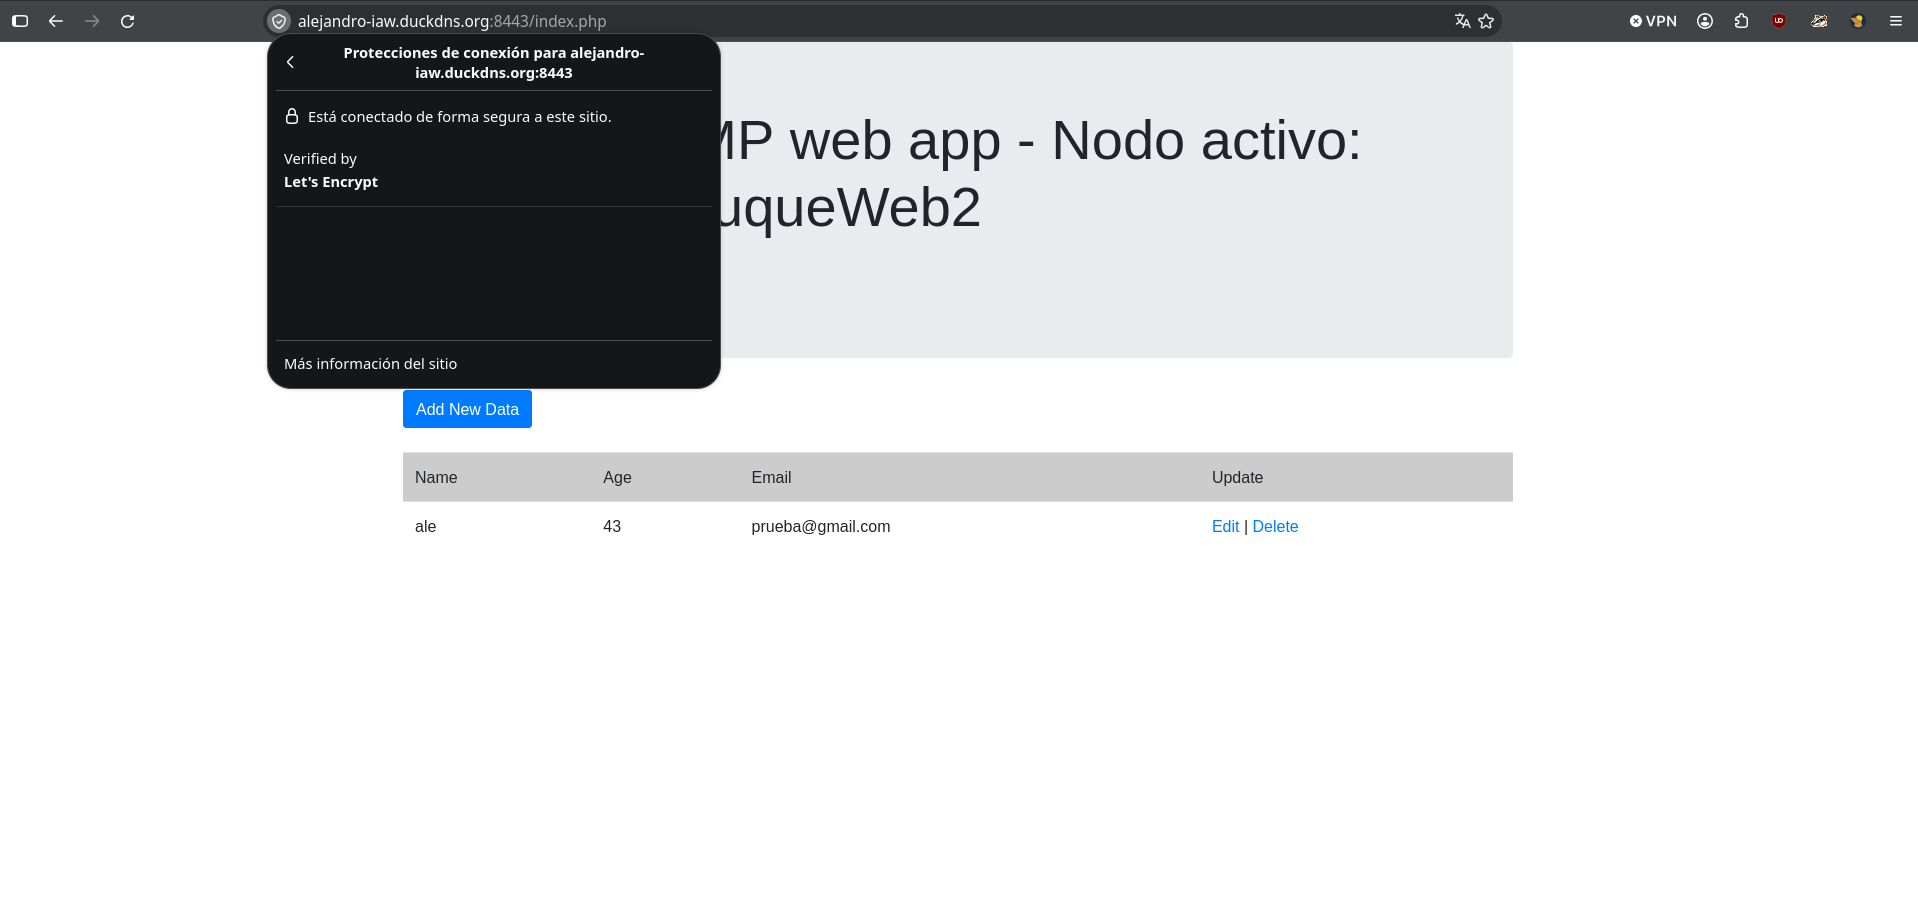 alejandro-iaw.duckdns.org:8443/index.php
VPN
Protecciones de conexión para alejandro-
iaw.duckdns.org:8443
Está conectado de forma segura a este sitio.
Verified by
Let's Encrypt
Más información del sitio
MP web app - Nodo activo:
uqueWeb2
Add New Data
Name Age Email Update
ale 43 prueba@gmail.com Edit | Delete